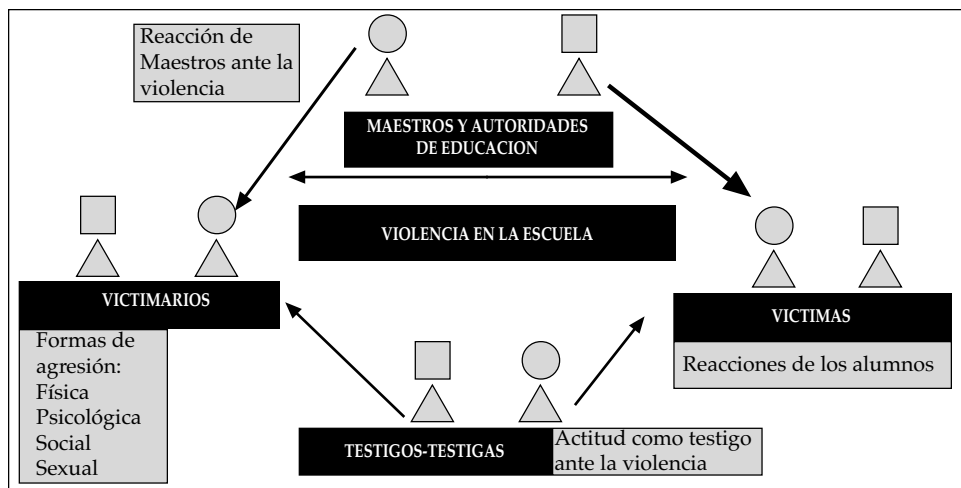 Reacción de
Maestros ante la
violencia
MAESTROS Y AUTORIDADES
DE EDUCACION
VIOLENCIA EN LA ESCUELA
VICTIMARIOS
Formas de
agresión:
Física
Psicológica
Social
Sexual
VICTIMAS
Reacciones de los alumnos
TESTIGOS-TESTIGAS
Actitud como testigo
ante la violencia